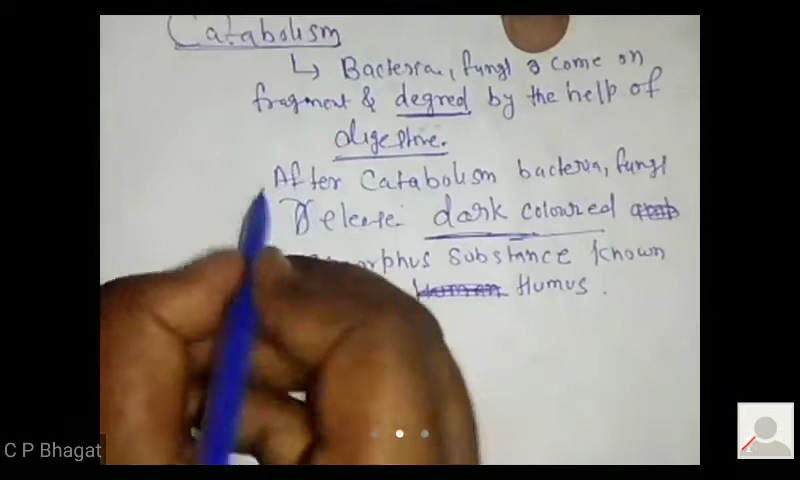 Catabolism
↳ Bacteria, fungi come on
fragment & degred by the help of
digestive.
After Catabolism bacteria, fungi
Release dark coloured
orphus Substance Known
Humus.
C P Bhagat